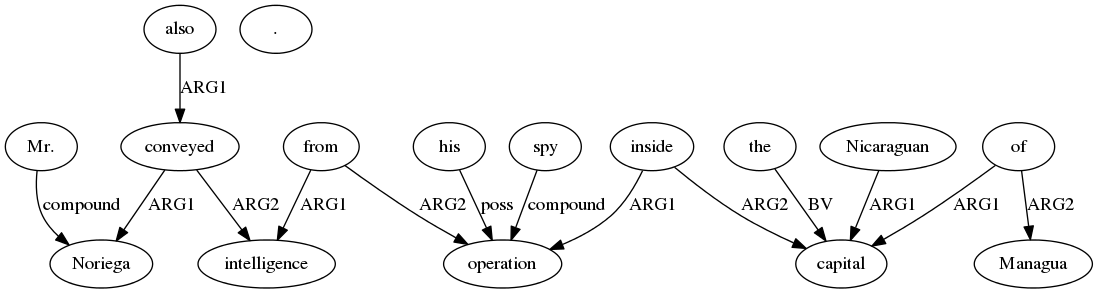 also .
ARG1
Mr. conveyed from his spy inside the Nicaraguan of
compound ARG1 ARG2 ARG1 ARG2 poss compound ARG1 ARG2 BV ARG1 ARG1 ARG2
Noriega intelligence operation capital Managua